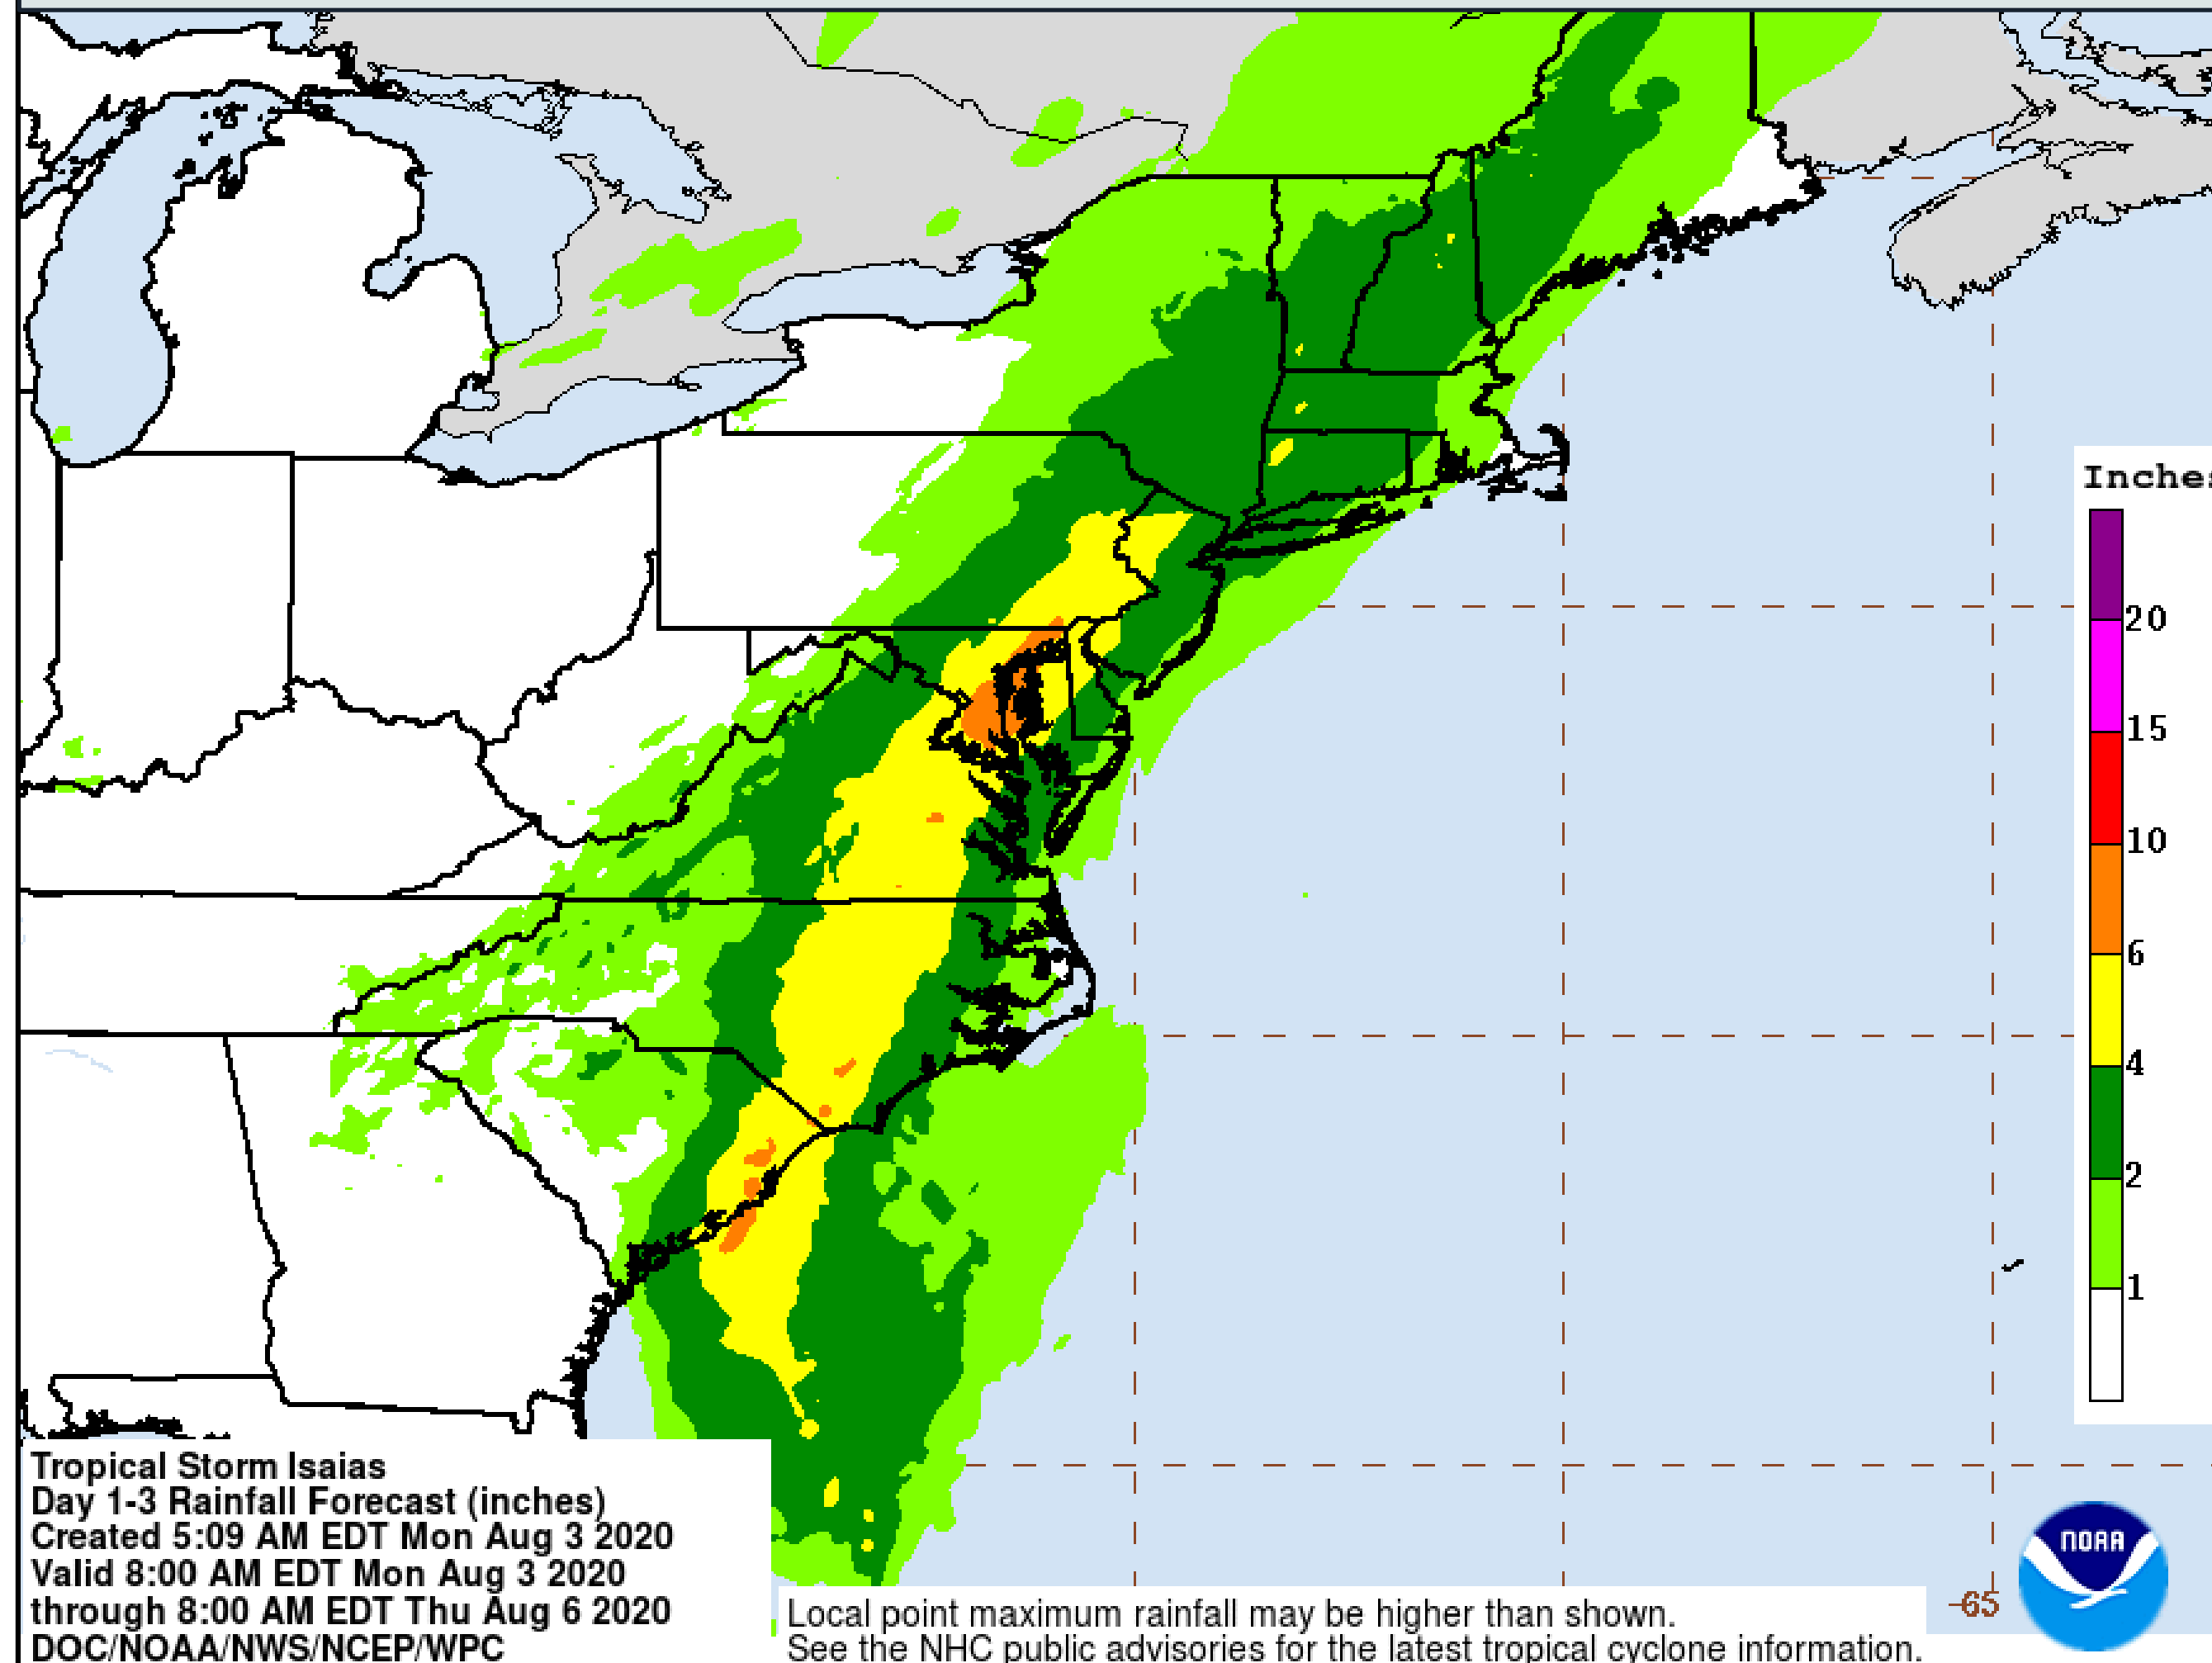 Inches
20
15
10
6
4
2
1
Tropical Storm Isaias
Day 1-3 Rainfall Forecast (inches)
Created 5:09 AM EDT Mon Aug 3 2020
Valid 8:00 AM EDT Mon Aug 3 2020
through 8:00 AM EDT Thu Aug 6 2020
DOC/NOAA/NWS/NCEP/WPC
Local point maximum rainfall may be higher than shown.
See the NHC public advisories for the latest tropical cyclone information.
-65
NOAA